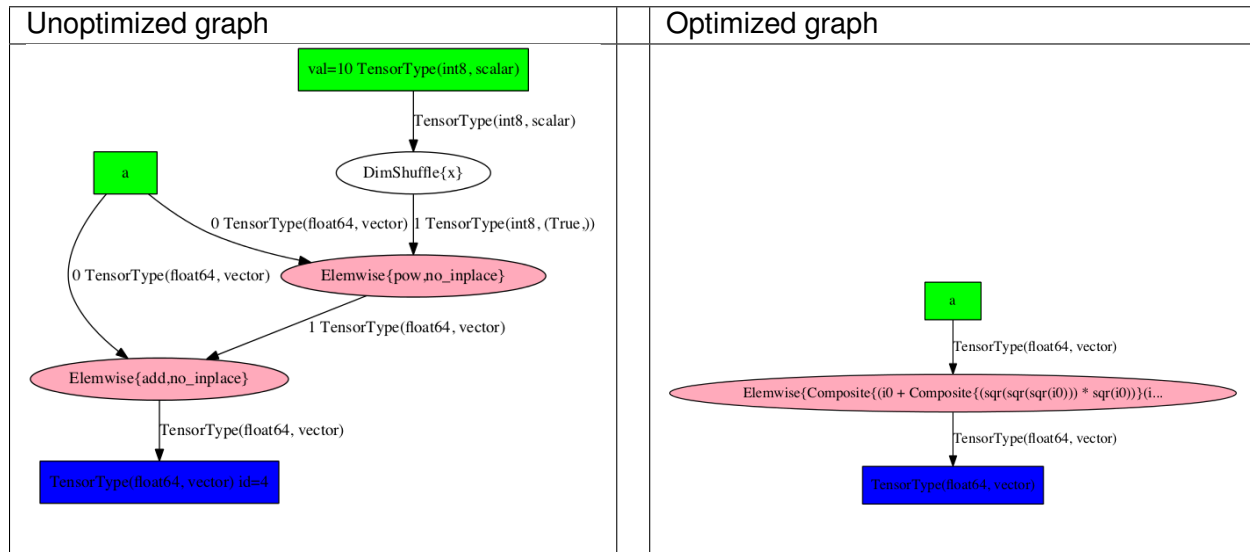 Unoptimized graph
Optimized graph
val=10 TensorType(int8, scalar)
TensorType(int8, scalar)
a
DimShuffle{x}
0 TensorType(float64, vector)
1 TensorType(int8, (True,))
0 TensorType(float64, vector)
Elemwise{pow,no_inplace}
1 TensorType(float64, vector)
Elemwise{add,no_inplace}
TensorType(float64, vector)
TensorType(float64, vector) id=4
a
TensorType(float64, vector)
Elemwise{Composite{(i0 + Composite{(sqr(sqr(sqr(i0))) * sqr(i0))}(i...
TensorType(float64, vector)
TensorType(float64, vector)